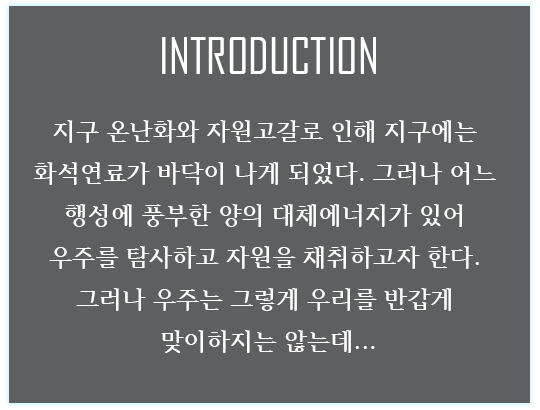 INTRODUCTION
지구 온난화와 자원고갈로 인해 지구에는
화석연료가 바닥이 나게 되었다. 그러나 어느
행성에 풍부한 양의 대체에너지가 있어
우주를 탐사하고 자원을 채취하고자 한다.
그러나 우주는 그렇게 우리를 반갑게
맞이하지는 않는데...